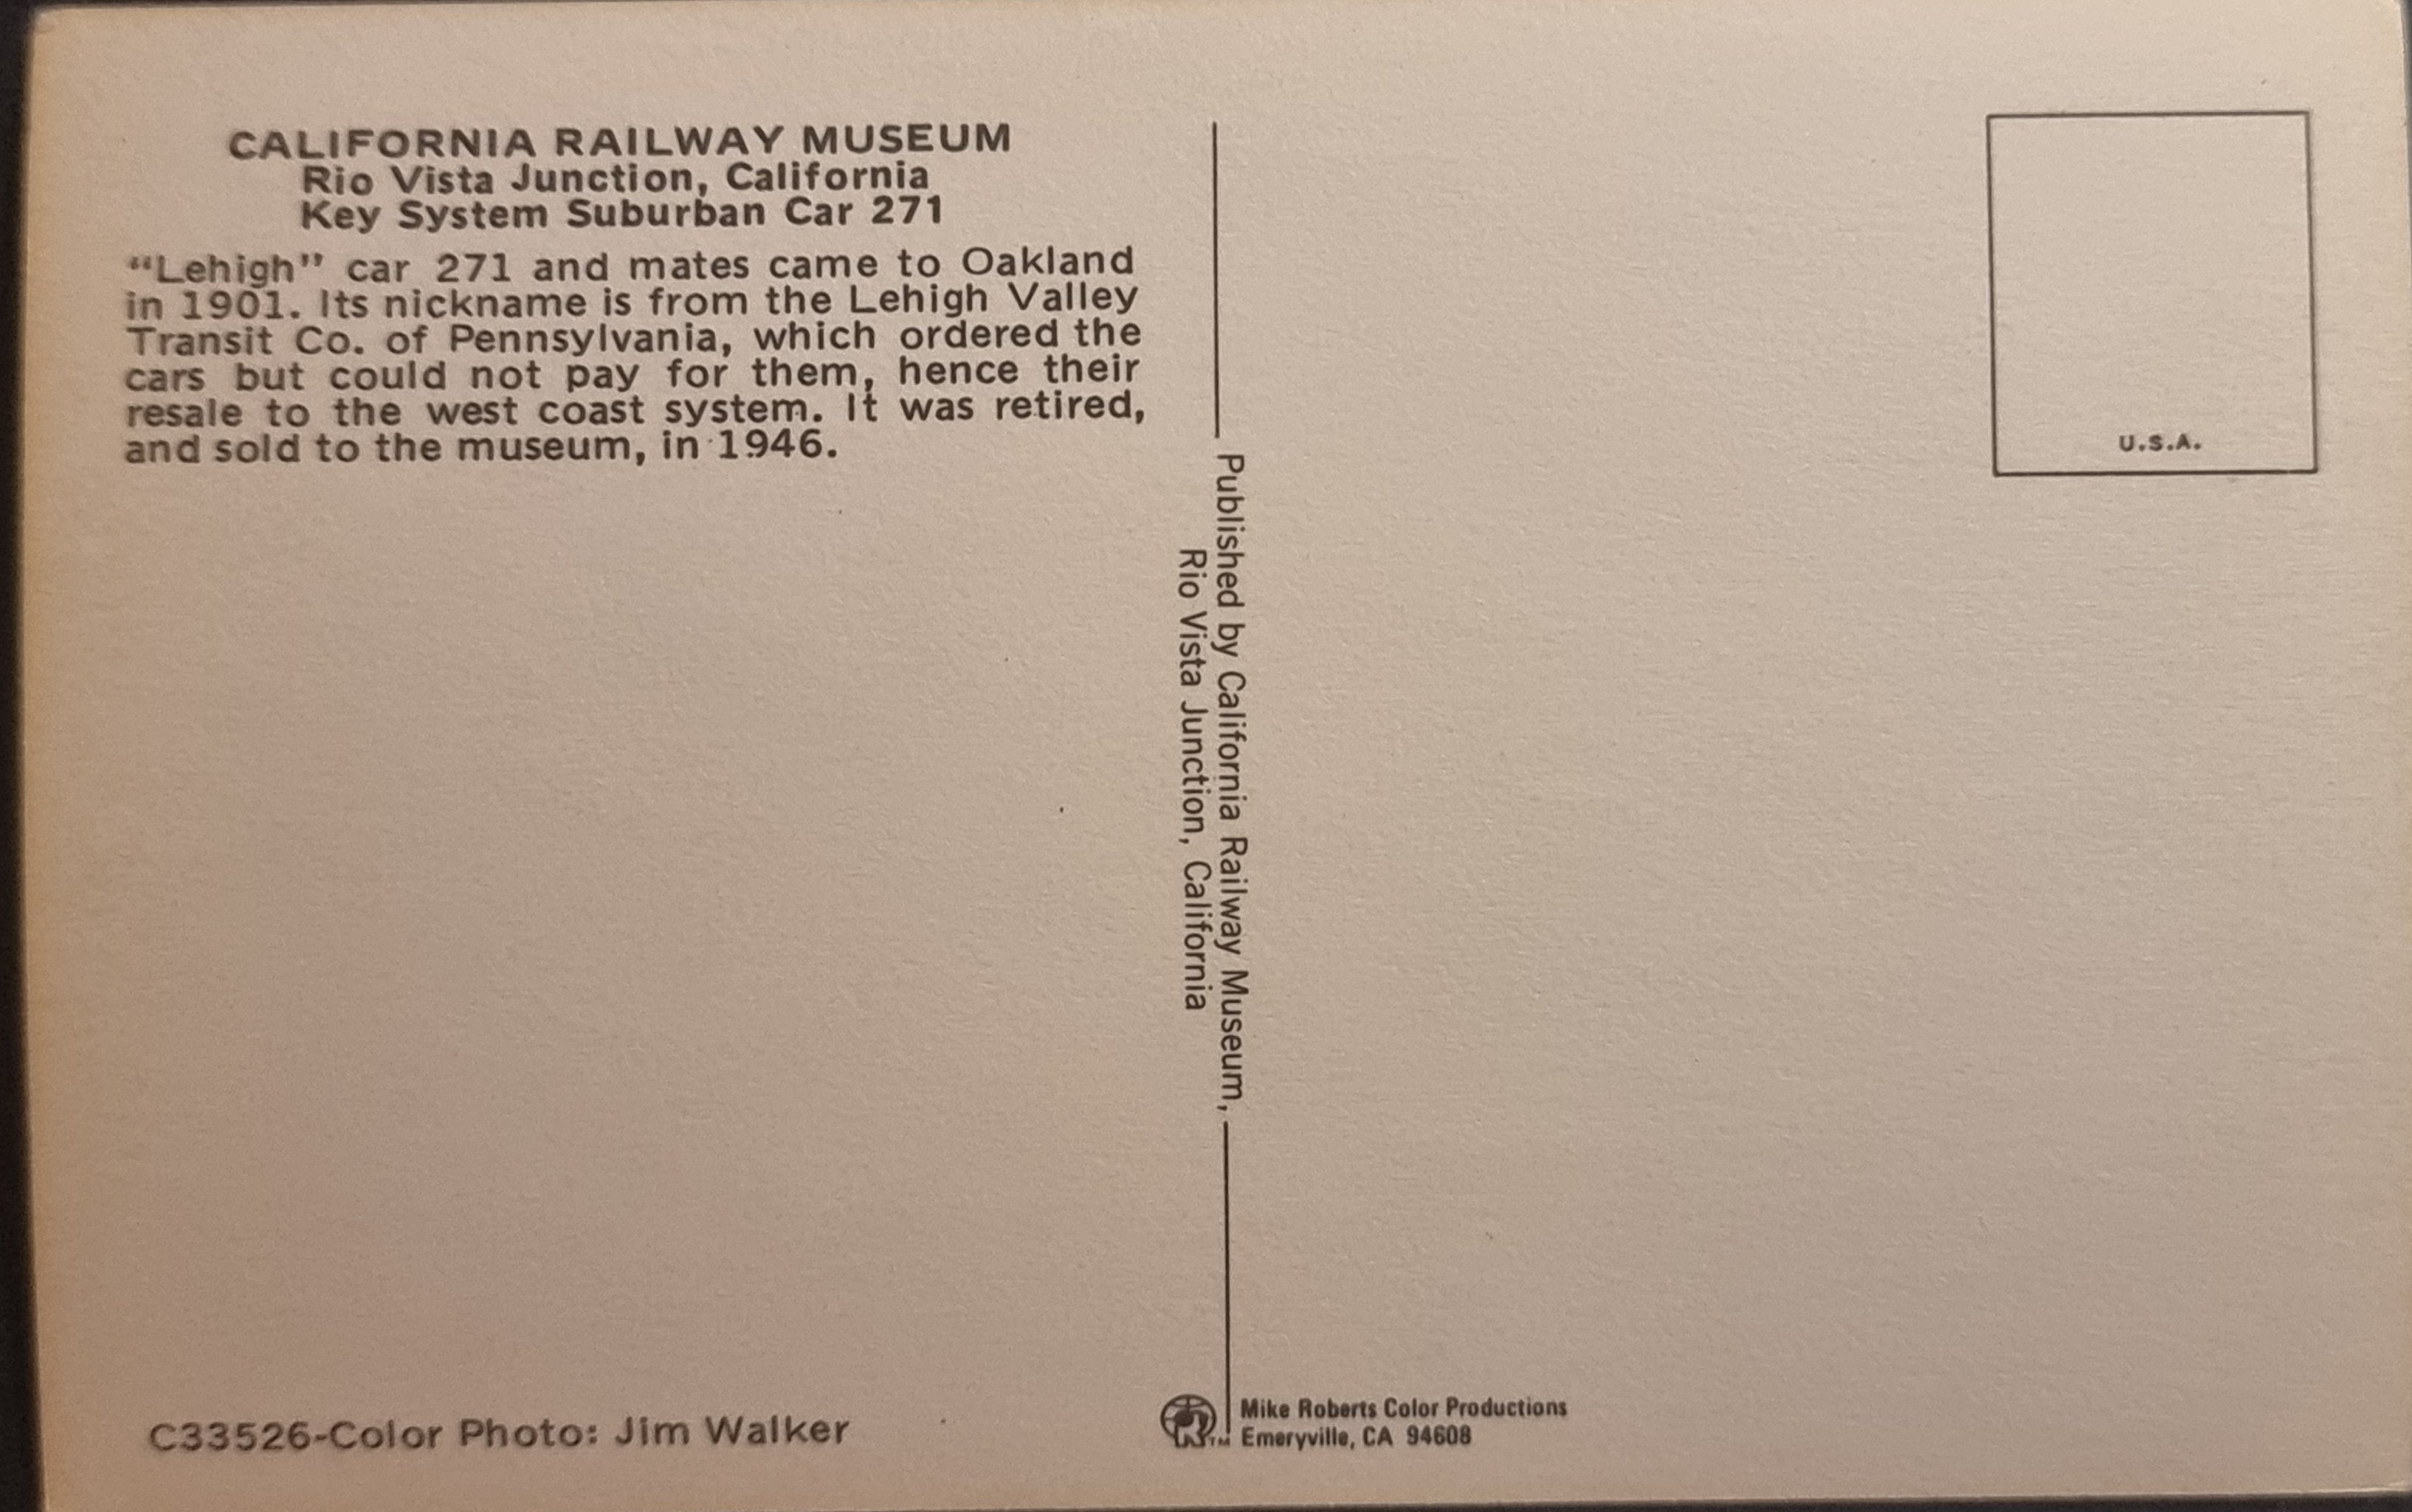 CALIFORNIA RAILWAY MUSEUM
Rio Vista Junction, California
Key System Suburban Car 271
“Lehigh” car 271 and mates came to Oakland
in 1901. Its nickname is from the Lehigh Valley
Transit Co. of Pennsylvania, which ordered the
cars but could not pay for them, hence their
resale to the west coast system. It was retired,
and sold to the museum, in 1946.
C33526-Color Photo: Jim Walker
Published by California Railway Museum,
Rio Vista Junction, California
R TM
Mike Roberts Color Productions
Emeryville, CA 94608
U.S.A.